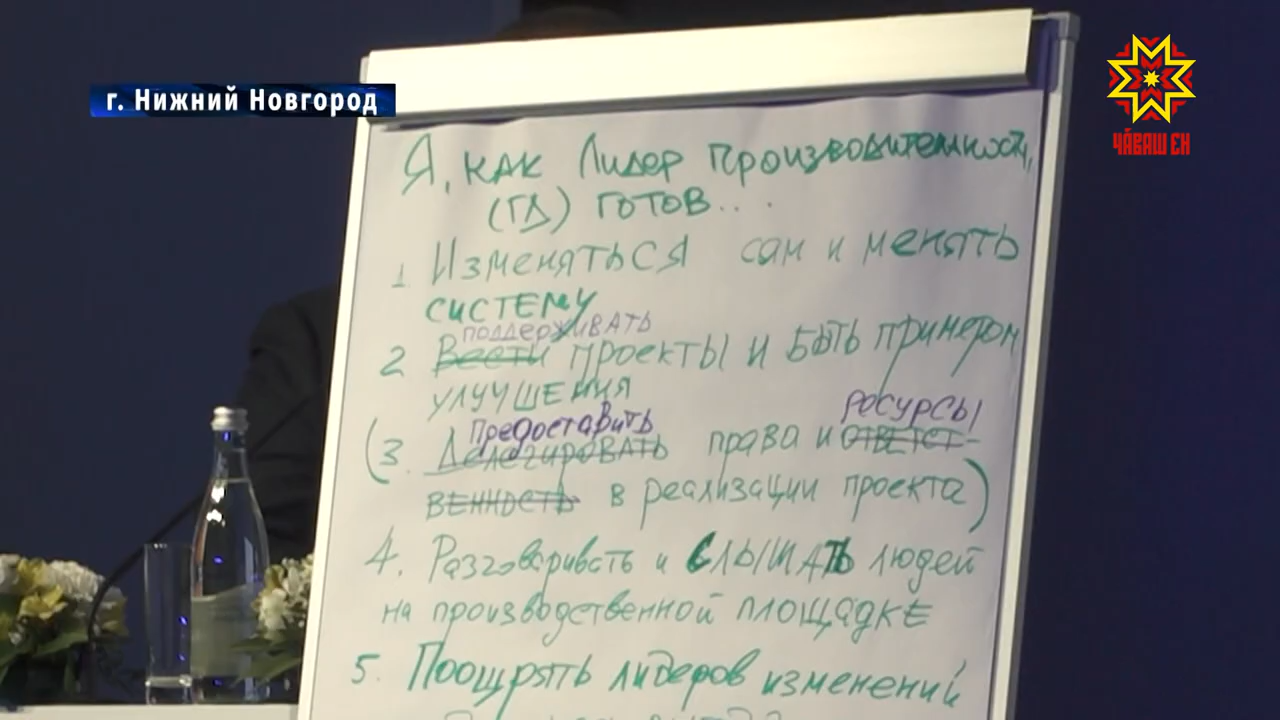 г. Нижний Новгород
ЧӐВАШ ЕН
Я, как Лидер производительности,
(ГД) готов...
1. Изменяться сам и менять
систему
поддерживать
2. Вести проекты и быть примером
улучшения
Предоставить ресурсы
(3. Делегировать права и ответст-
венность в реализации проекта)
4. Разговаривать и слышать людей
на производственной площадке
5. Поощрять лидеров изменений